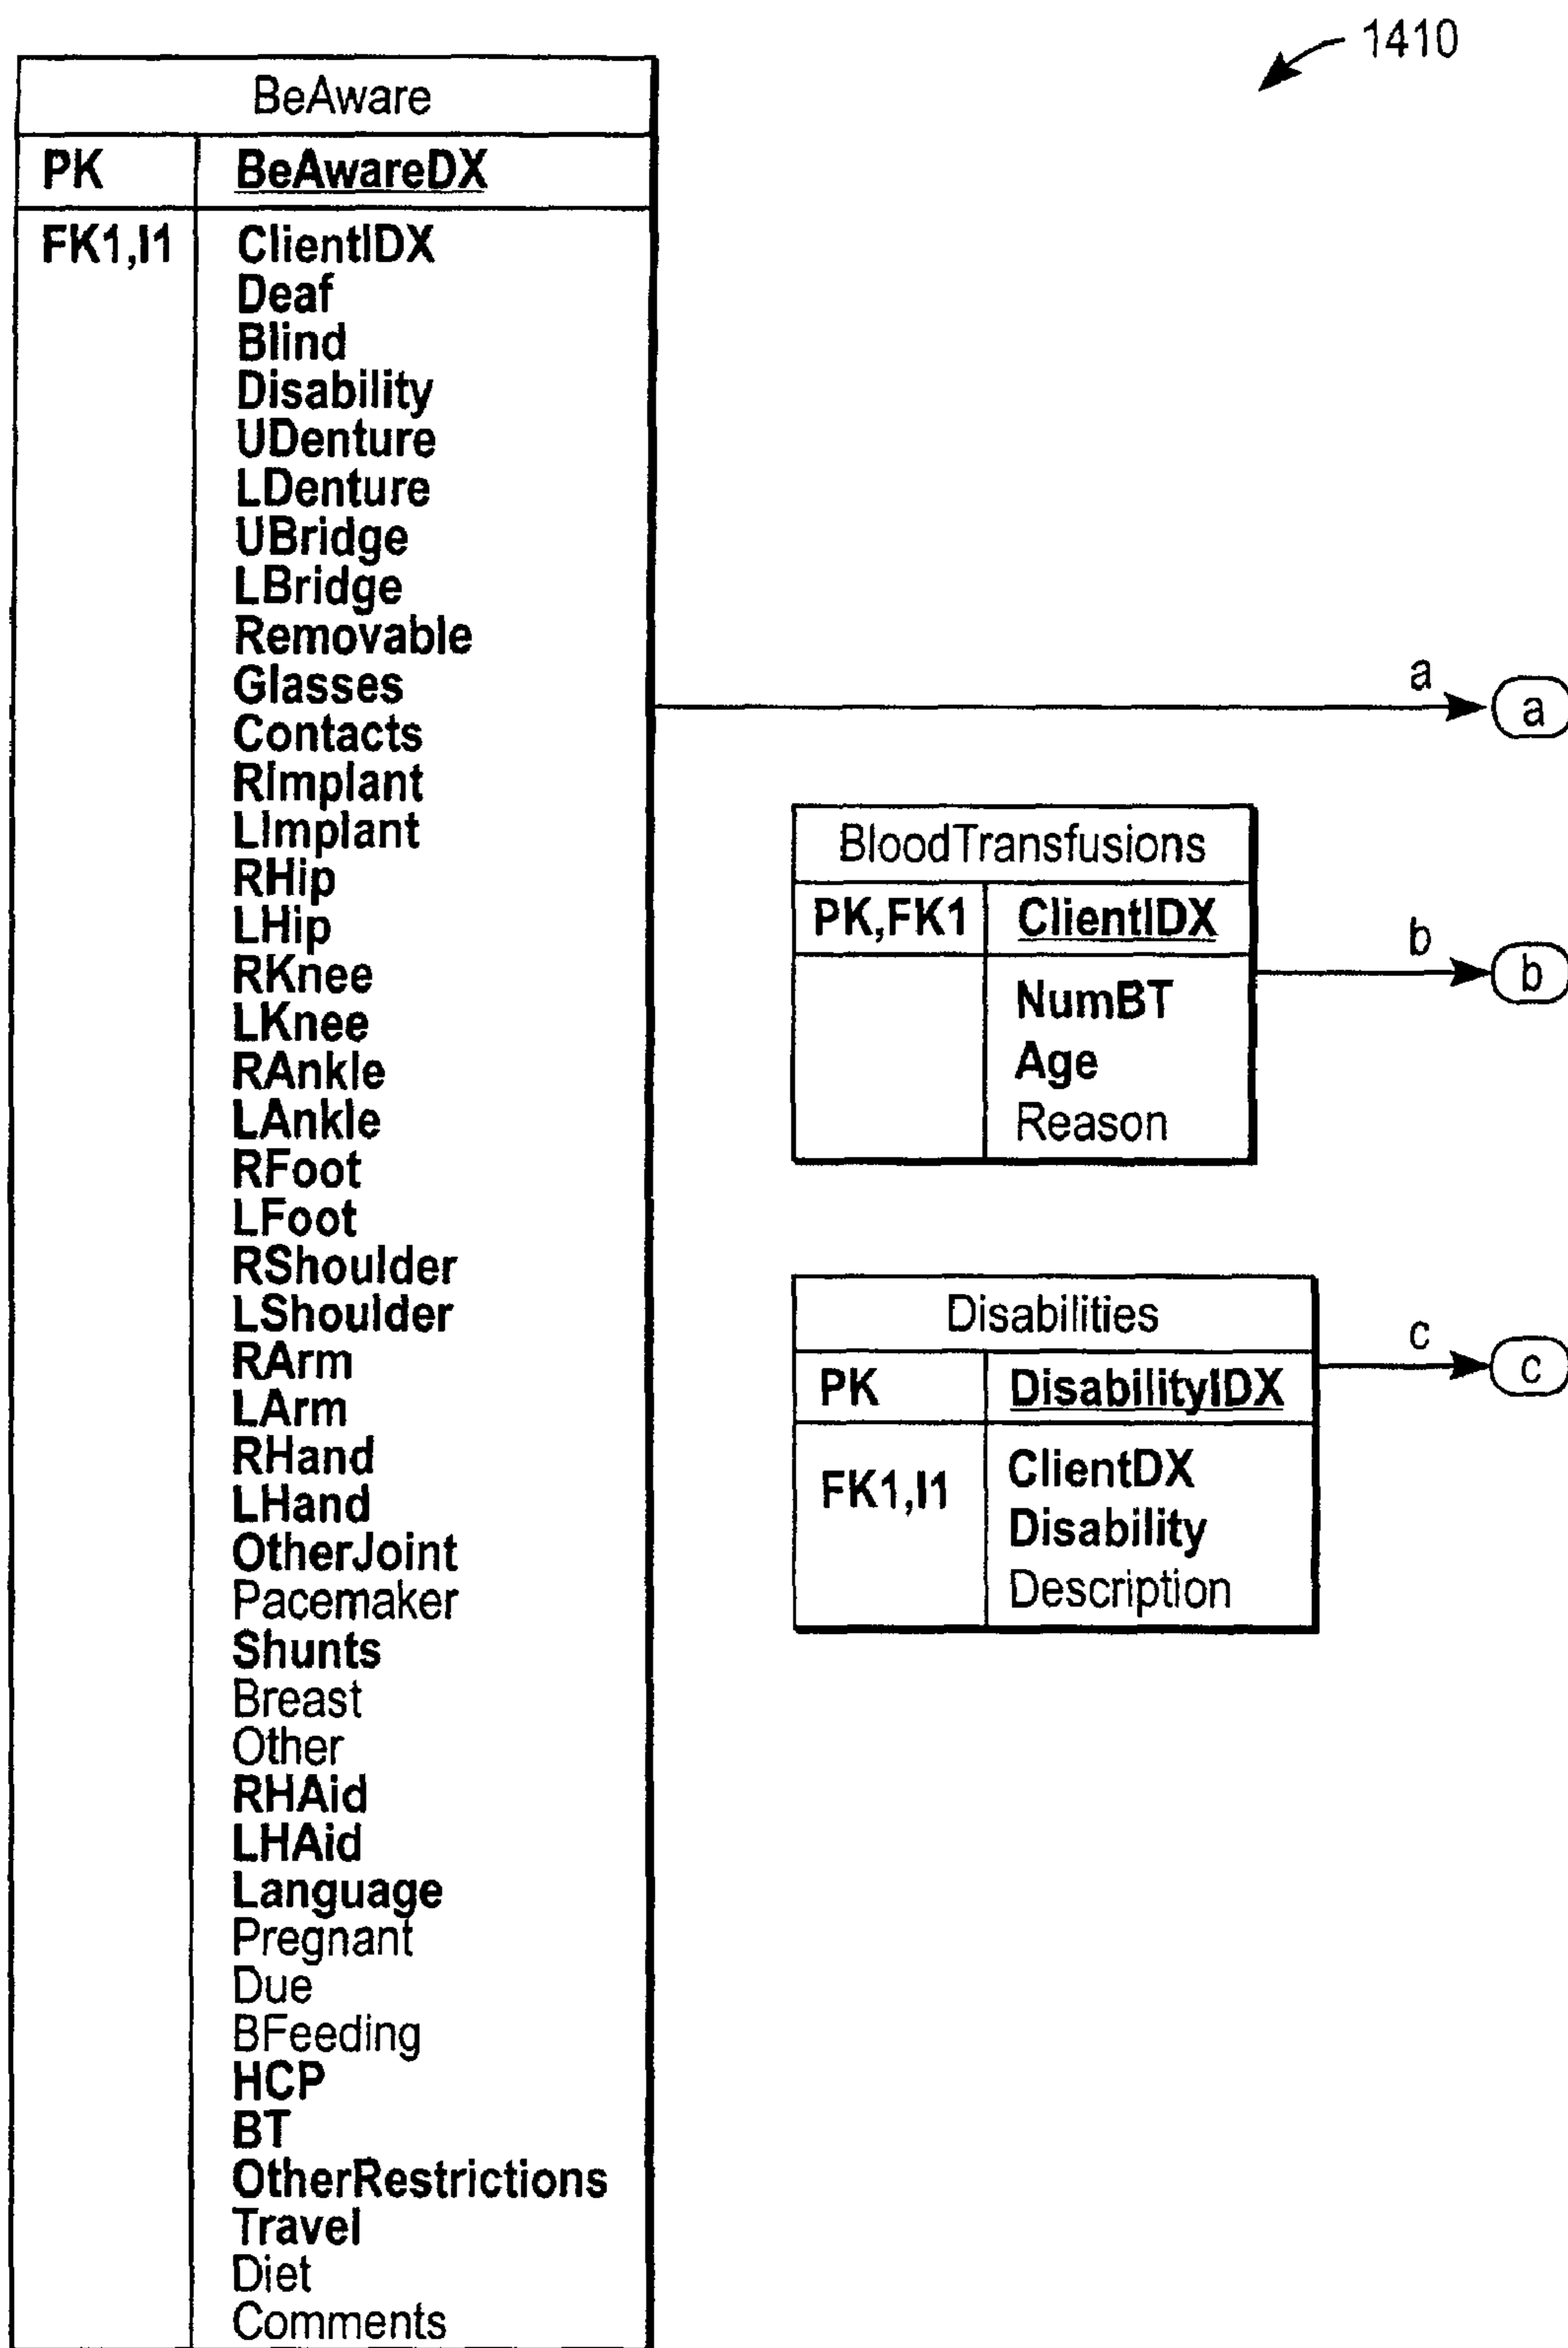 1410
BeAware
PK BeAwareDX
FK1,I1 ClientIDX
Deaf
Blind
Disability
UDenture
LDenture
UBridge
LBridge
Removable
Glasses
Contacts
RImplant
LImplant
RHip
LHip
RKnee
LKnee
RAnkle
LAnkle
RFoot
LFoot
RShoulder
LShoulder
RArm
LArm
RHand
LHand
OtherJoint
Pacemaker
Shunts
Breast
Other
RHAid
LHAid
Language
Pregnant
Due
BFeeding
HCP
BT
OtherRestrictions
Travel
Diet
Comments
a
a
BloodTransfusions
PK,FK1 ClientIDX
NumBT
Age
Reason
b
b
Disabilities
PK DisabilityIDX
FK1,I1 ClientDX
Disability
Description
c
c